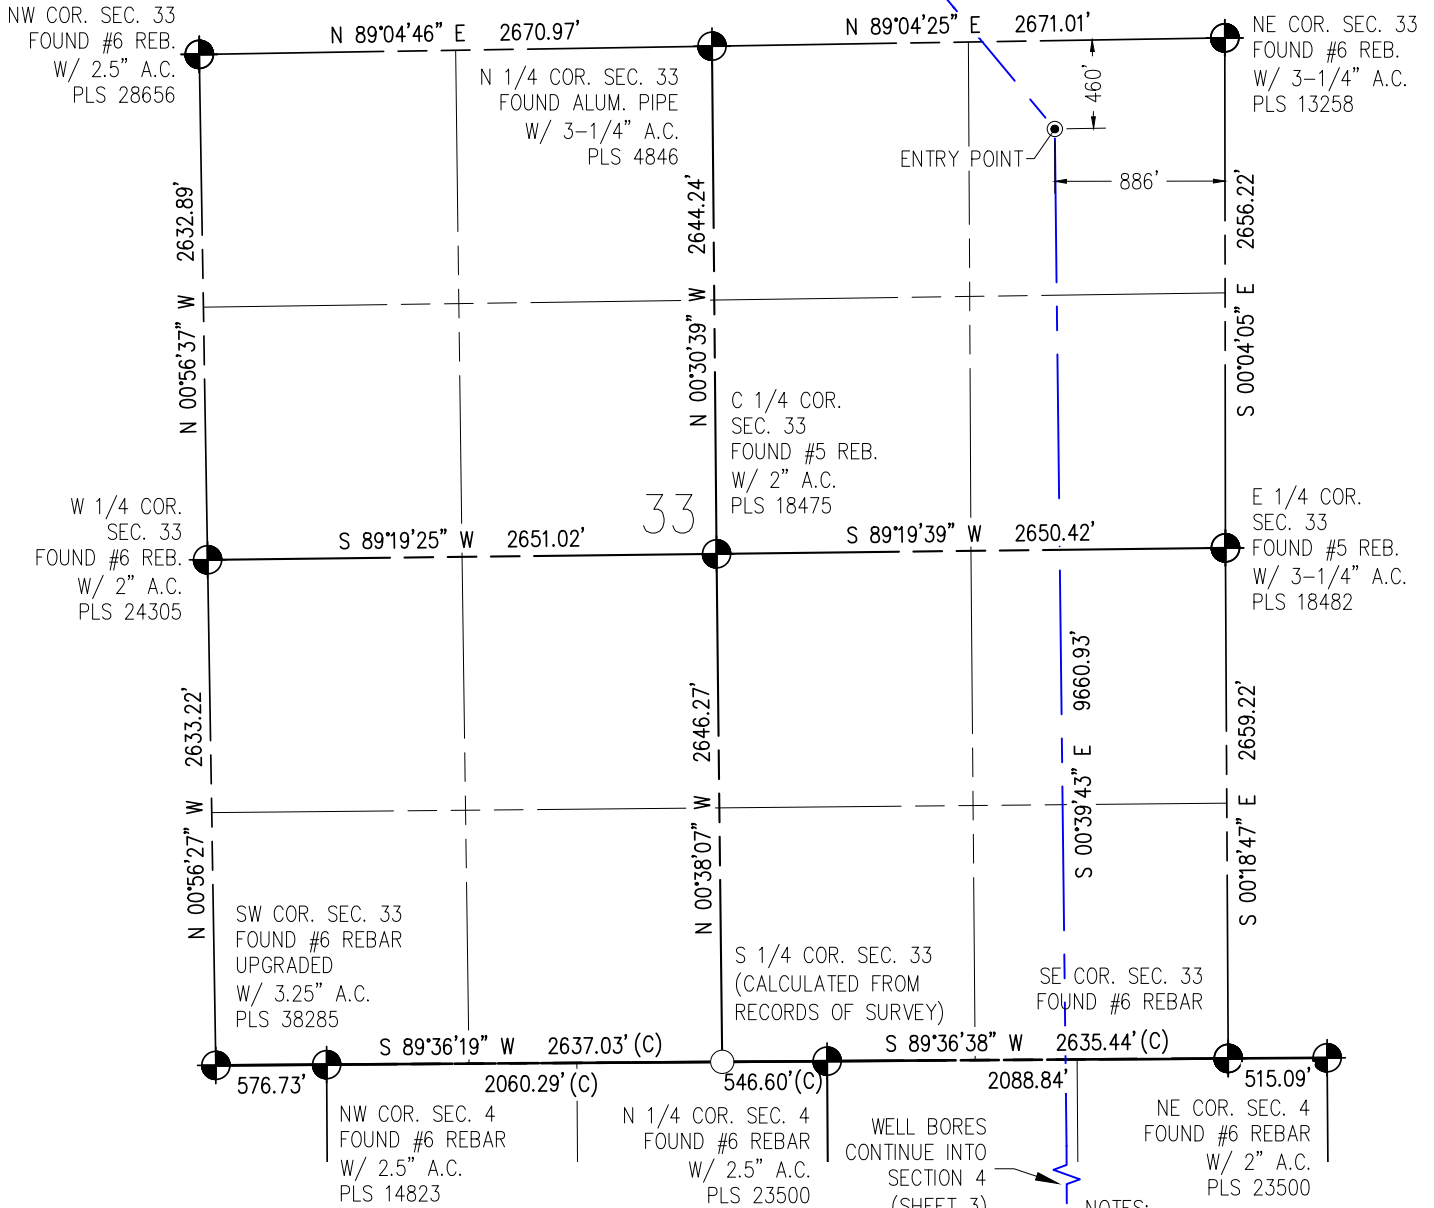 NW COR. SEC. 33
FOUND #6 REB.
W/ 2.5" A.C.
PLS 28656
N 89°04'46" E 2670.97'
N 1/4 COR. SEC. 33
FOUND ALUM. PIPE
W/ 3-1/4" A.C.
PLS 4846
N 89°04'25" E 2671.01'
NE COR. SEC. 33
FOUND #6 REB.
W/ 3-1/4" A.C.
PLS 13258
460'
ENTRY POINT
886'
N 00°56'37" W 2632.89'
N 00°30'39" W 2644.24'
S 00°04'05" E 2656.22'
C 1/4 COR.
SEC. 33
FOUND #5 REB.
W/ 2" A.C.
PLS 18475
33
W 1/4 COR.
SEC. 33
FOUND #6 REB.
W/ 2" A.C.
PLS 24305
S 89°19'25" W 2651.02'
S 89°19'39" W 2650.42'
E 1/4 COR.
SEC. 33
FOUND #5 REB.
W/ 3-1/4" A.C.
PLS 18482
N 00°56'27" W 2633.22'
N 00°38'07" W 2646.27'
S 00°39'43" E 9660.93'
S 00°18'47" E 2659.22'
SW COR. SEC. 33
FOUND #6 REBAR
UPGRADED
W/ 3.25" A.C.
PLS 38285
S 1/4 COR. SEC. 33
(CALCULATED FROM
RECORDS OF SURVEY)
SE COR. SEC. 33
FOUND #6 REBAR
S 89°36'19" W 2637.03' (C)
S 89°36'38" W 2635.44' (C)
576.73'
2060.29' (C)
546.60' (C)
2088.84'
515.09'
NW COR. SEC. 4
FOUND #6 REBAR
W/ 2.5" A.C.
PLS 14823
N 1/4 COR. SEC. 4
FOUND #6 REBAR
W/ 2.5" A.C.
PLS 23500
WELL BORES
CONTINUE INTO
SECTION 4
(SHEET 3)
NE COR. SEC. 4
FOUND #6 REBAR
W/ 2" A.C.
PLS 23500
NOTES: